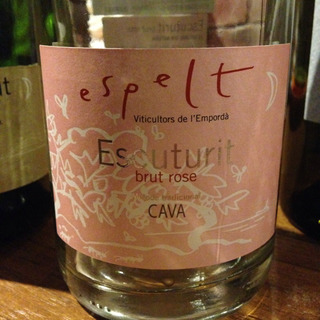 espelt
Viticultors de l'Empordà
Escuturit
brut rose
CAVA